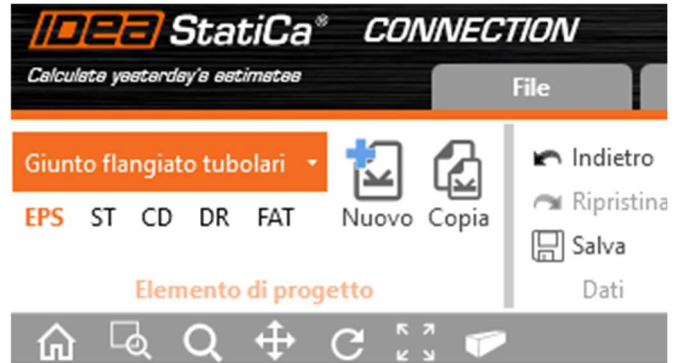 IDEA StatiCa® CONNECTION
Calculate yesterday's estimates
File
Giunto flangiato tubolari
EPS ST CD DR FAT
Nuovo Copia
Elemento di progetto
Indietro
Ripristina
Salva
Dati